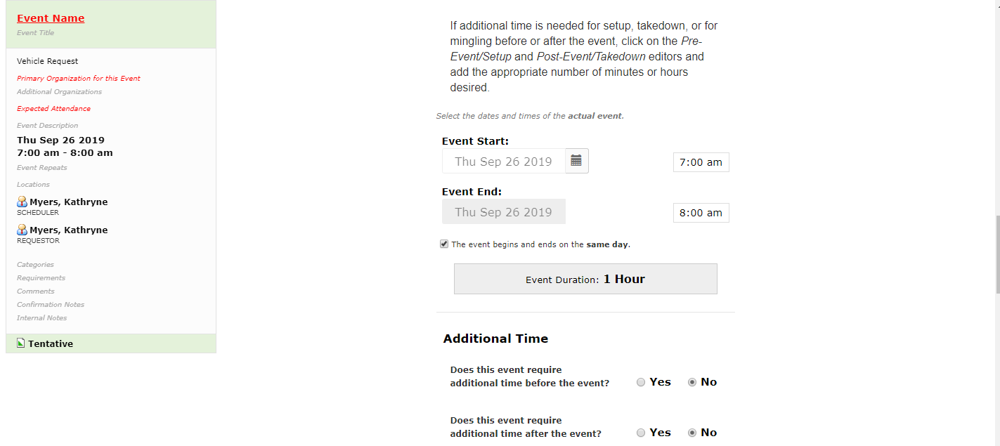 Event Name
Event Title
Vehicle Request
Primary Organization for this Event
Additional Organizations
Expected Attendance
Event Description
Thu Sep 26 2019
7:00 am - 8:00 am
Event Repeats
Locations
Myers, Kathryne
SCHEDULER
Myers, Kathryne
REQUESTOR
Categories
Requirements
Comments
Confirmation Notes
Internal Notes
Tentative
If additional time is needed for setup, takedown, or for
mingling before or after the event, click on the Pre-
Event/Setup and Post-Event/Takedown editors and
add the appropriate number of minutes or hours
desired.
Select the dates and times of the actual event.
Event Start:
Thu Sep 26 2019
7:00 am
Event End:
Thu Sep 26 2019
8:00 am
The event begins and ends on the same day.
Event Duration: 1 Hour
Additional Time
Does this event require
additional time before the event?
Yes
No
Does this event require
additional time after the event?
Yes
No